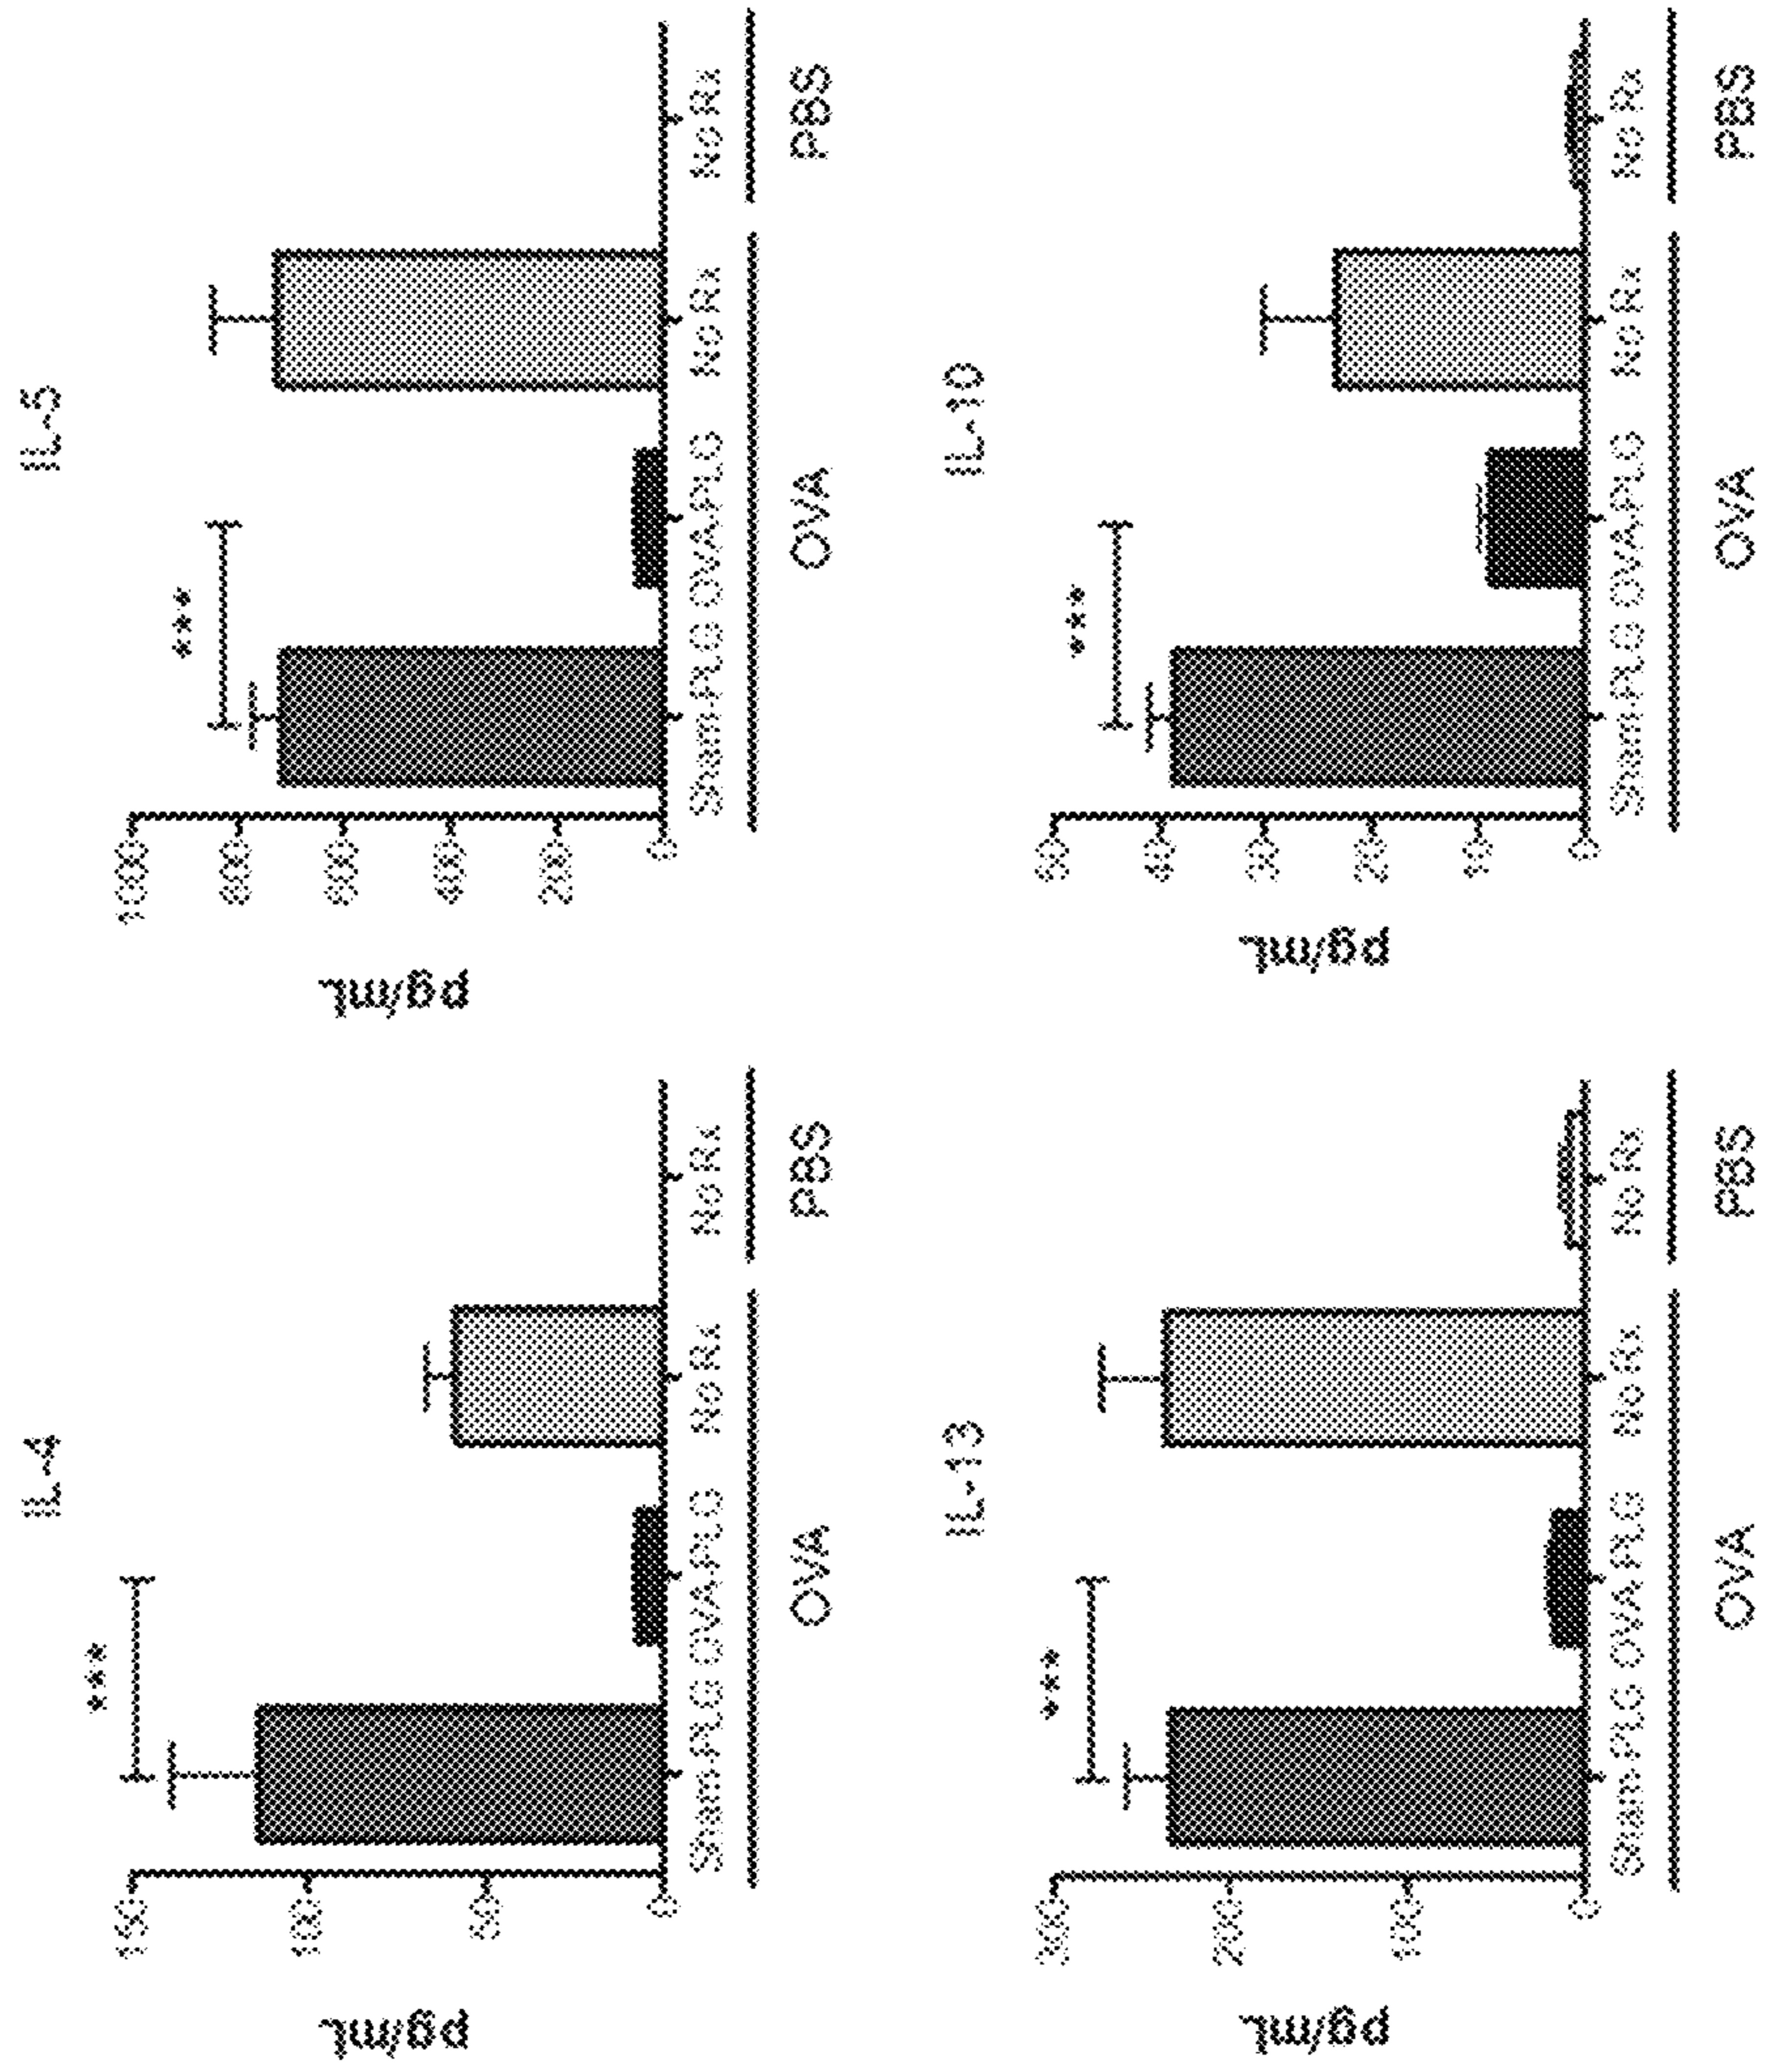 IL-4
***
pg/mL
150
100
50
0
Sham-PLG OVA-PLG No Rx No Rx
OVA PBS
IL-5
***
pg/mL
1000
800
600
400
200
0
Sham-PLG OVA-PLG No Rx No Rx
OVA PBS
IL-13
***
pg/mL
300
200
100
0
Sham-PLG OVA-PLG No Rx No Rx
OVA PBS
IL-10
***
pg/mL
50
40
30
20
10
0
Sham-PLG OVA-PLG No Rx No Rx
OVA PBS